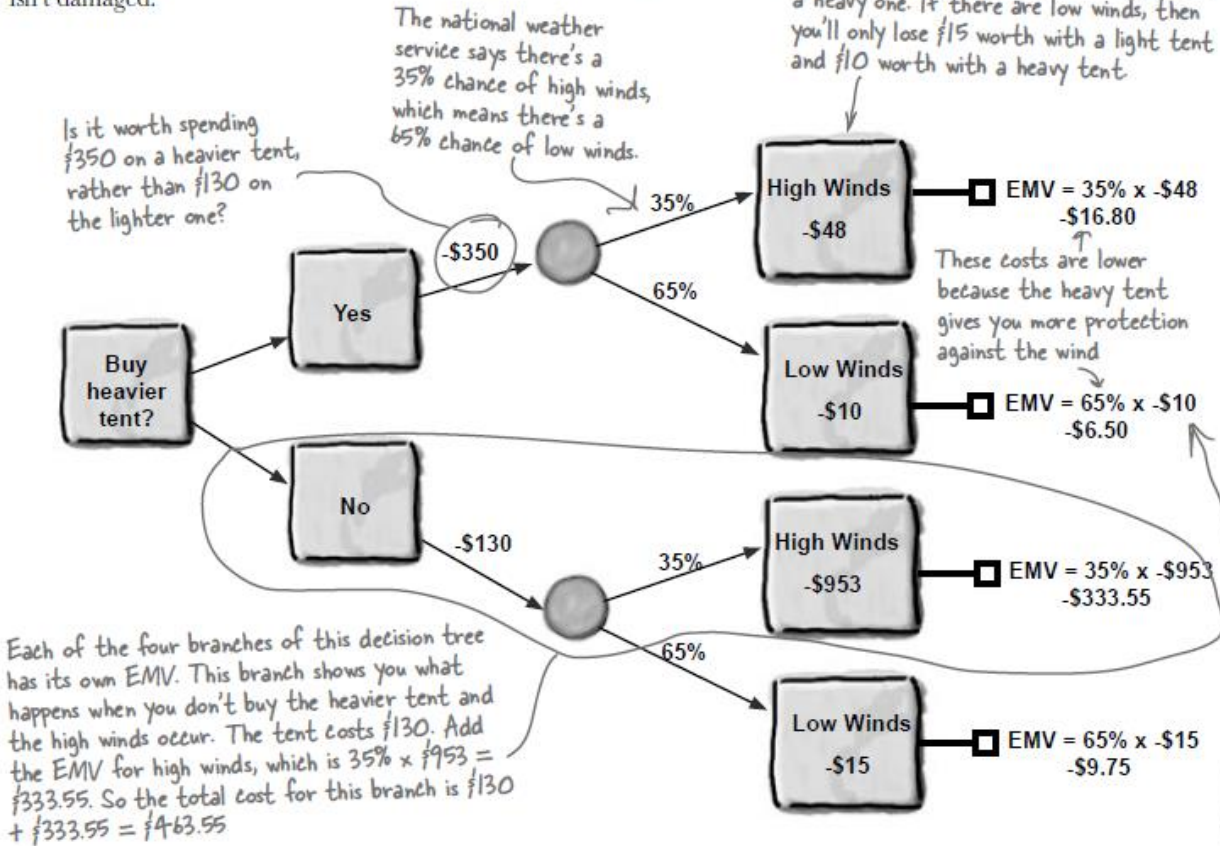 isn't damaged.
The national weather
service says there's a
35% chance of high winds,
which means there's a
65% chance of low winds.
a heavy one. If there are low winds, then
you'll only lose $15 worth with a light tent
and $10 worth with a heavy tent.
Is it worth spending
$350 on a heavier tent,
rather than $130 on
the lighter one?
Buy
heavier
tent?
Yes
-$350
35%
65%
High Winds
-$48
EMV = 35% x -$48
-$16.80
These costs are lower
because the heavy tent
gives you more protection
against the wind
Low Winds
-$10
EMV = 65% x -$10
-$6.50
No
-$130
35%
65%
High Winds
-$953
EMV = 35% x -$953
-$333.55
Low Winds
-$15
EMV = 65% x -$15
-$9.75
Each of the four branches of this decision tree
has its own EMV. This branch shows you what
happens when you don't buy the heavier tent and
the high winds occur. The tent costs $130. Add
the EMV for high winds, which is 35% x $953 =
$333.55. So the total cost for this branch is $130
+ $333.55 = $463.55